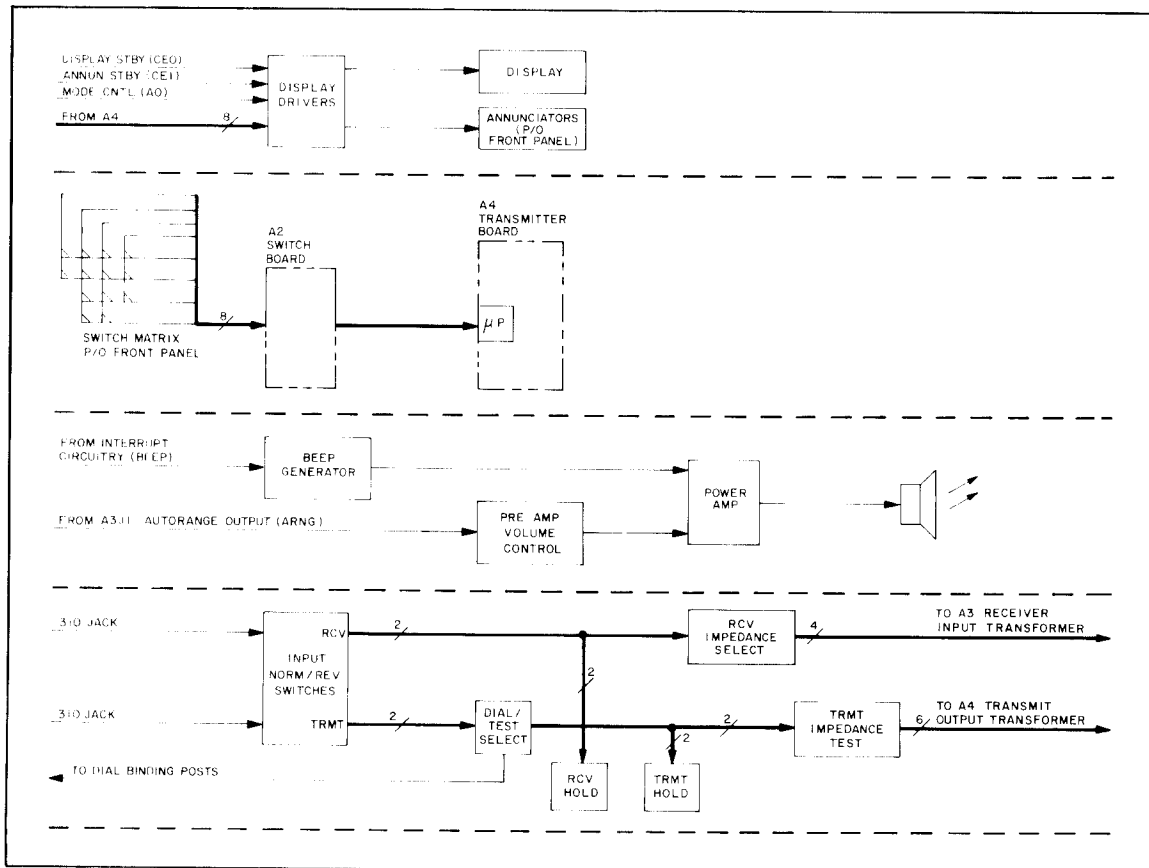 DISPLAY STBY (CE0)
ANNUN STBY (CE1)
MODE CNTL (A0)
FROM A4
8
DISPLAY
DRIVERS
DISPLAY
ANNUNCIATORS
(P/O
FRONT PANEL)
SWITCH MATRIX
P/O FRONT PANEL
8
A2
SWITCH
BOARD
A4
TRANSMITTER
BOARD
μP
FROM INTERRUPT
CIRCUITRY (BEEP)
BEEP
GENERATOR
POWER
AMP
FROM A3J1 AUTORANGE OUTPUT (ARNG)
PRE AMP
VOLUME
CONTROL
310 JACK
310 JACK
RCV
INPUT
NORM/REV
SWITCHES
TRMT
2
2
RCV
IMPEDANCE
SELECT
4
TO A3 RECEIVER
INPUT TRANSFORMER
2
DIAL/
TEST
SELECT
2
2
TRMT
IMPEDANCE
TEST
6
TO A4 TRANSMIT
OUTPUT TRANSFORMER
TO DIAL BINDING POSTS
RCV
HOLD
TRMT
HOLD